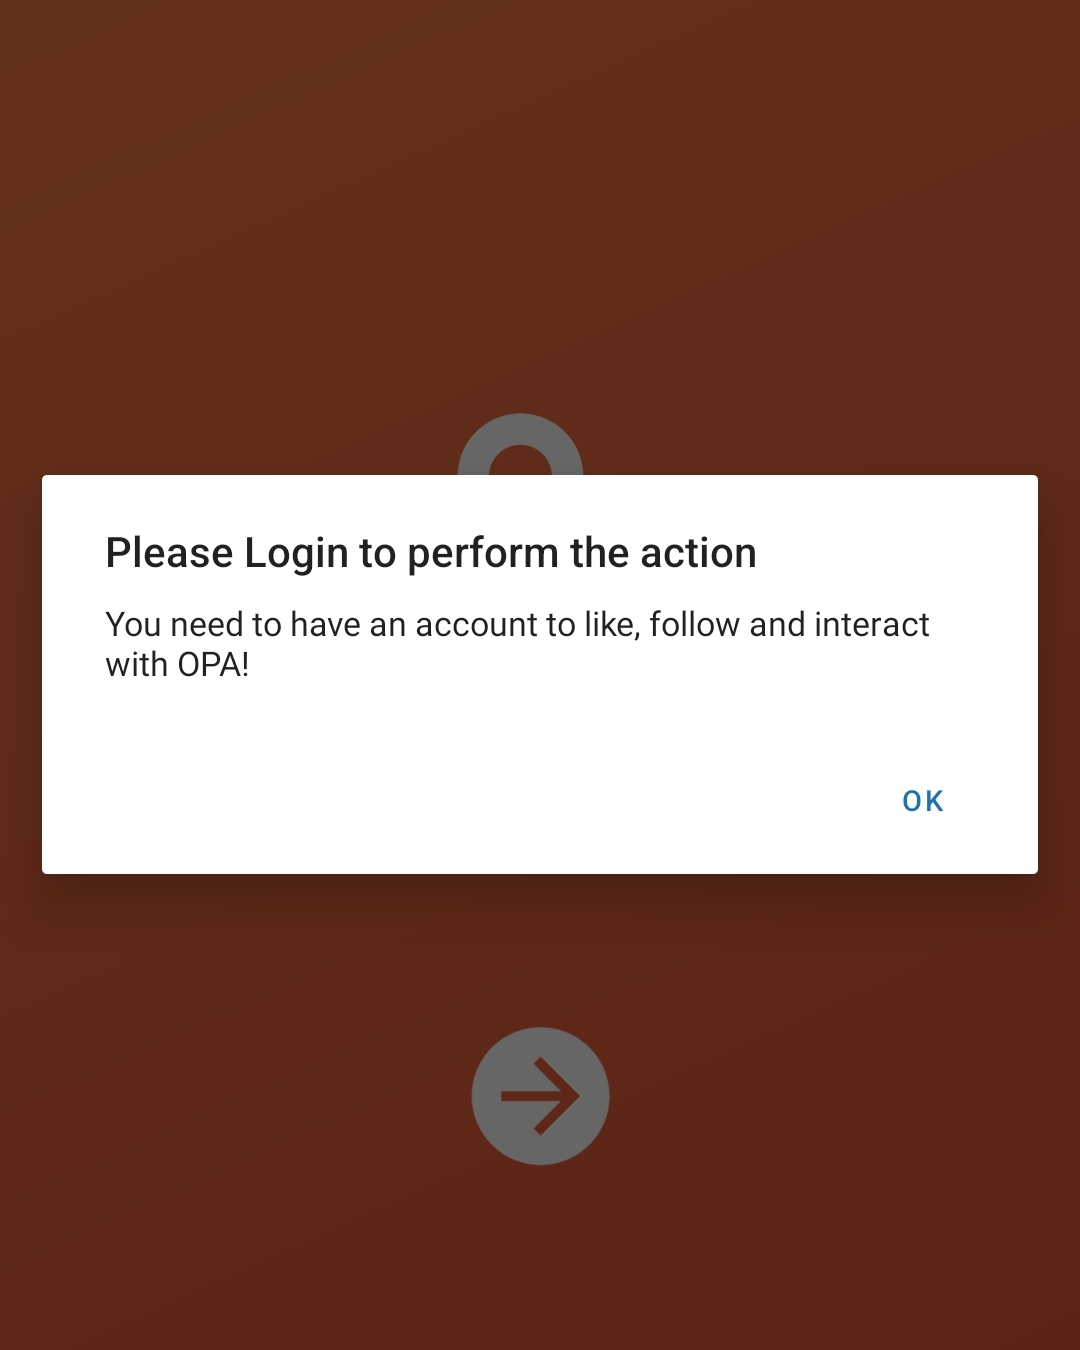 Please Login to perform the action
You need to have an account to like, follow and interact
with OPA!
OK